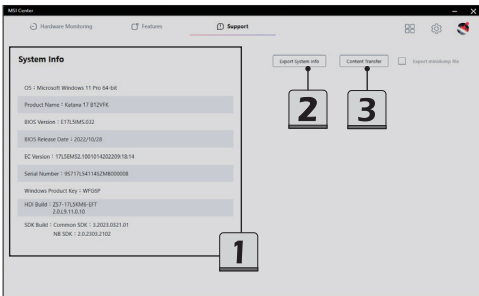 MSI Center
Hardware Monitoring
Features
Support
System Info
Export System Info
Content Transfer
Export minidump file
OS : Microsoft Windows 11 Pro 64-bit
Product Name : Katana 17 B12VFK
BIOS Version : E17L5IMS.032
BIOS Release Date : 2022/10/28
EC Version : 17L5EMS2.1001014202209:18:14
Serial Number : 9S717L541145ZMB000008
Windows Product Key : WF06P
HDI Build : ZS7-17L5KM6-EFT
2.0.L9.11.0.10
SDK Build : Common SDK : 3.2023.0321.01
NB SDK : 2.0.2303.2102
2
3
1